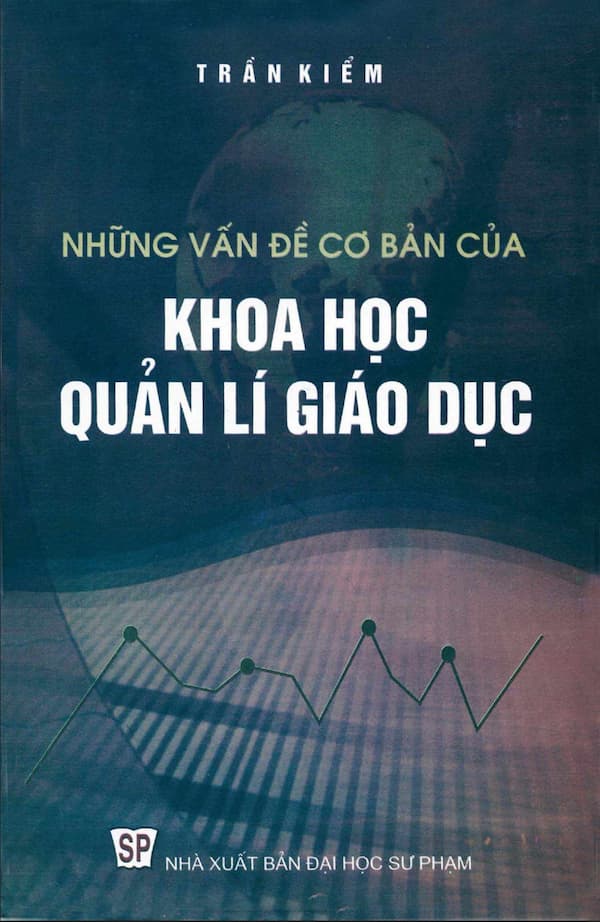 TRẦN KIỂM
NHỮNG VẤN ĐỀ CƠ BẢN CỦA
KHOA HỌC
QUẢN LÍ GIÁO DỤC
SP
NHÀ XUẤT BẢN ĐẠI HỌC SƯ PHẠM